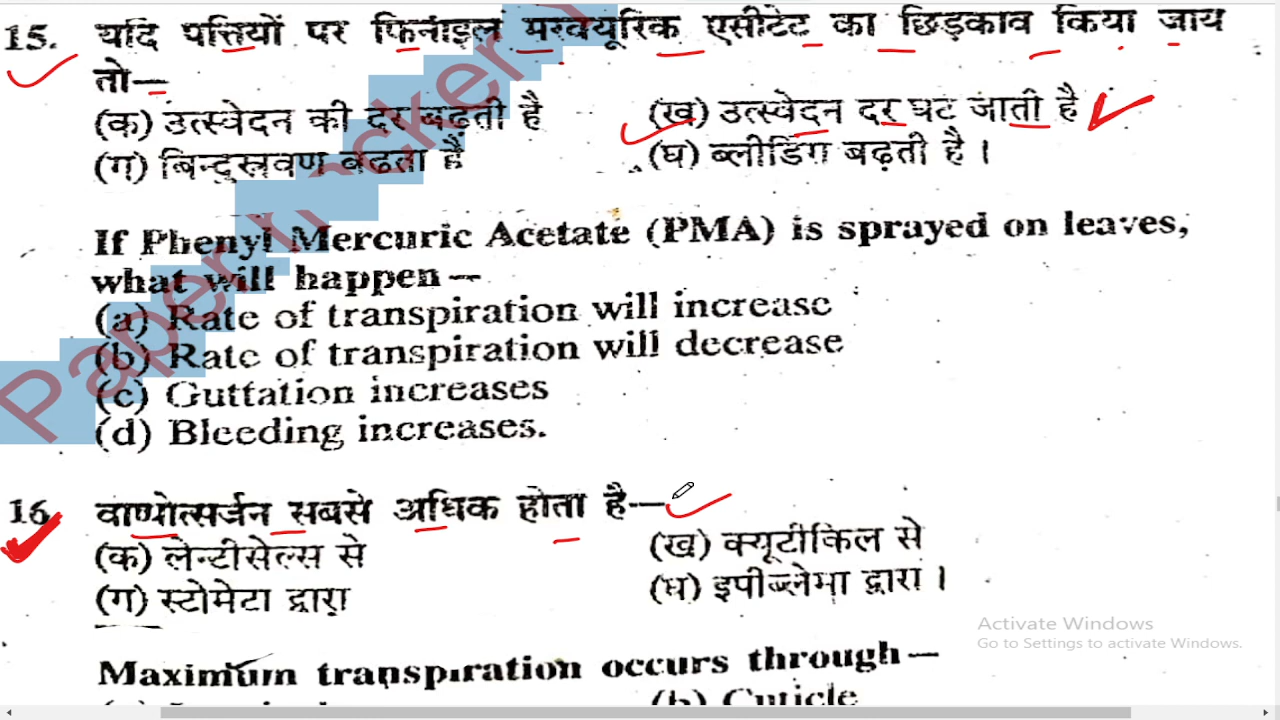 15. यदि पत्तियों पर फिनाइल मरक्यूरिक एसीटेट का छिड़काव किया जाय
तो—
(क) उत्स्वेदन की दर बढ़ती है (ख) उत्स्वेदन दर घट जाती है
(ग) बिन्दुस्त्रवण बढ़ता है (घ) ब्लीडिंग बढ़ती है ।
If Phenyl Mercuric Acetate (PMA) is sprayed on leaves,
what will happen—
(a) Rate of transpiration will increase
(b) Rate of transpiration will decrease
(c) Guttation increases
(d) Bleeding increases.
16 वाष्पोत्सर्जन सबसे अधिक होता है—
(क) लेन्टीसेल्स से (ख) क्यूटीकिल से
(ग) स्टोमेटा द्वारा (घ) इपीब्लेमा द्वारा ।
Activate Windows
Go to Settings to activate Windows.
Maximum transpiration occurs through—
(b) Cuticle